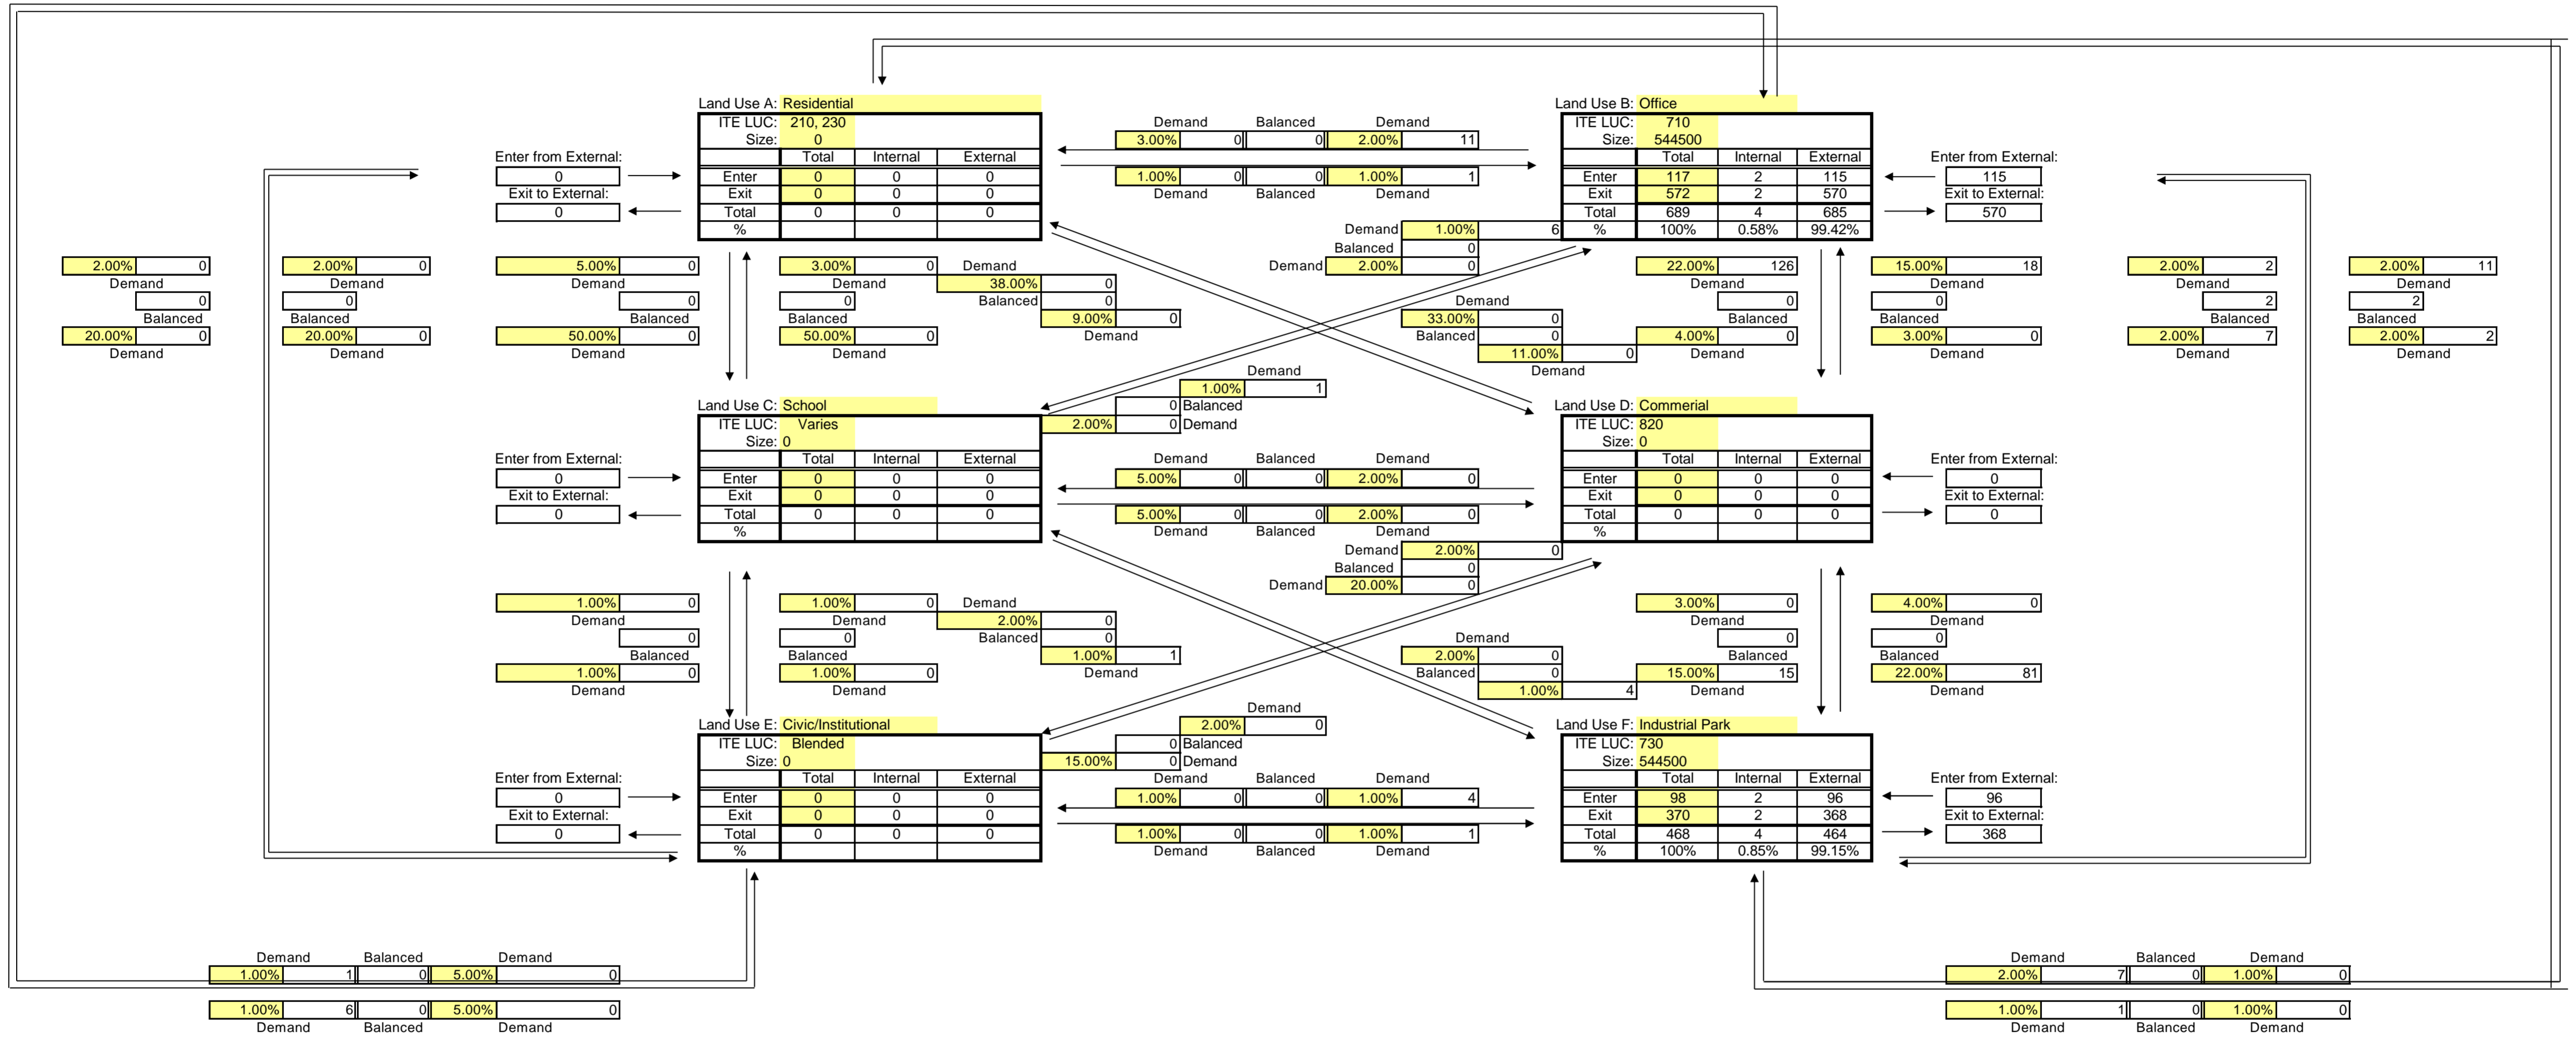 Land Use A: Residential
ITE LUC: 210, 230
Size: 0
Total Internal External
Enter 0 0 0
Exit 0 0 0
Total 0 0 0
%
Enter from External:
0
Exit to External:
0
Demand Balanced Demand
3.00% 0 0 2.00% 11
1.00% 0 0 1.00% 1
Demand Balanced Demand
Land Use B: Office
ITE LUC: 710
Size: 544500
Total Internal External
Enter 117 2 115
Exit 572 2 570
Total 689 4 685
% 100% 0.58% 99.42%
Enter from External:
115
Exit to External:
570
Demand 1.00% 6
Balanced 0
Demand 2.00% 0
2.00% 0
Demand
0
Balanced
20.00% 0
Demand
2.00% 0
Demand
0
Balanced
20.00% 0
Demand
5.00% 0
Demand
0
Balanced
50.00% 0
Demand
3.00% 0
Demand
0
Balanced
50.00% 0
Demand
Demand
38.00% 0
Balanced 0
9.00% 0
Demand
Demand
33.00% 0
Balanced 0
11.00% 0
Demand
22.00% 126
Demand
0
Balanced
4.00% 0
Demand
15.00% 18
Demand
0
Balanced
3.00% 0
Demand
2.00% 2
Demand
2
Balanced
2.00% 7
Demand
2.00% 11
Demand
2
Balanced
2.00% 2
Demand
Demand
1.00% 1
0 Balanced
2.00% 0 Demand
Land Use C: School
ITE LUC: Varies
Size: 0
Total Internal External
Enter 0 0 0
Exit 0 0 0
Total 0 0 0
%
Enter from External:
0
Exit to External:
0
Demand Balanced Demand
5.00% 0 0 2.00% 0
5.00% 0 0 2.00% 0
Demand Balanced Demand
Land Use D: Commerial
ITE LUC: 820
Size: 0
Total Internal External
Enter 0 0 0
Exit 0 0 0
Total 0 0 0
%
Enter from External:
0
Exit to External:
0
Demand 2.00% 0
Balanced 0
Demand 20.00% 0
1.00% 0
Demand
0
Balanced
1.00% 0
Demand
1.00% 0
Demand
0
Balanced
1.00% 0
Demand
Demand
2.00% 0
Balanced 0
1.00% 1
Demand
Demand
2.00% 0
Balanced 0
1.00% 4
3.00% 0
Demand
0
Balanced
15.00% 15
Demand
4.00% 0
Demand
0
Balanced
22.00% 81
Demand
Demand
2.00% 0
0 Balanced
15.00% 0 Demand
Land Use E: Civic/Institutional
ITE LUC: Blended
Size: 0
Total Internal External
Enter 0 0 0
Exit 0 0 0
Total 0 0 0
%
Enter from External:
0
Exit to External:
0
Demand Balanced Demand
1.00% 0 0 1.00% 4
1.00% 0 0 1.00% 1
Demand Balanced Demand
Land Use F: Industrial Park
ITE LUC: 730
Size: 544500
Total Internal External
Enter 98 2 96
Exit 370 2 368
Total 468 4 464
% 100% 0.85% 99.15%
Enter from External:
96
Exit to External:
368
Demand Balanced Demand
1.00% 1 0 5.00% 0
1.00% 6 0 5.00% 0
Demand Balanced Demand
Demand Balanced Demand
2.00% 7 0 1.00% 0
1.00% 1 0 1.00% 0
Demand Balanced Demand